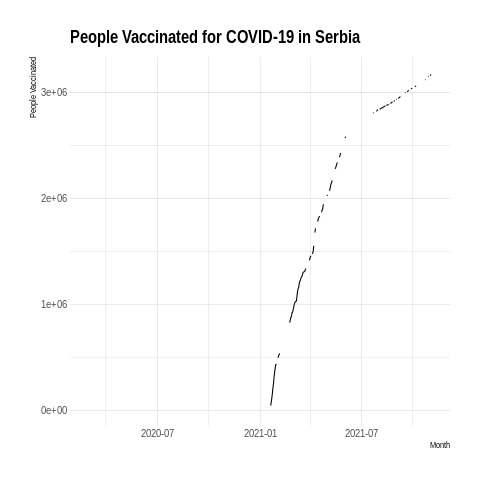 People Vaccinated for COVID-19 in Serbia
People Vaccinated
3e+06
2e+06
1e+06
0e+00
2020-07
2021-01
2021-07
Month